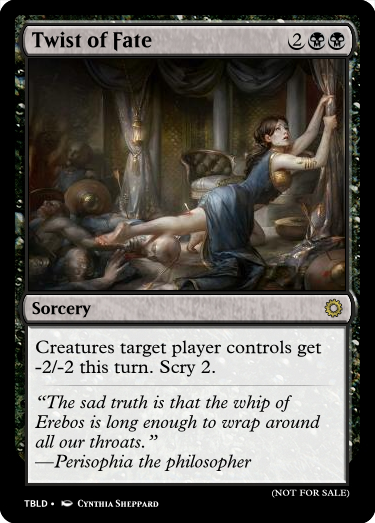 Twist of Fate 2
Sorcery
Creatures target player controls get
-2/-2 this turn. Scry 2.
“The sad truth is that the whip of
Erebos is long enough to wrap around
all our throats.”
—Perisophia the philosopher
(NOT FOR SALE)
TBLD • Cynthia Sheppard